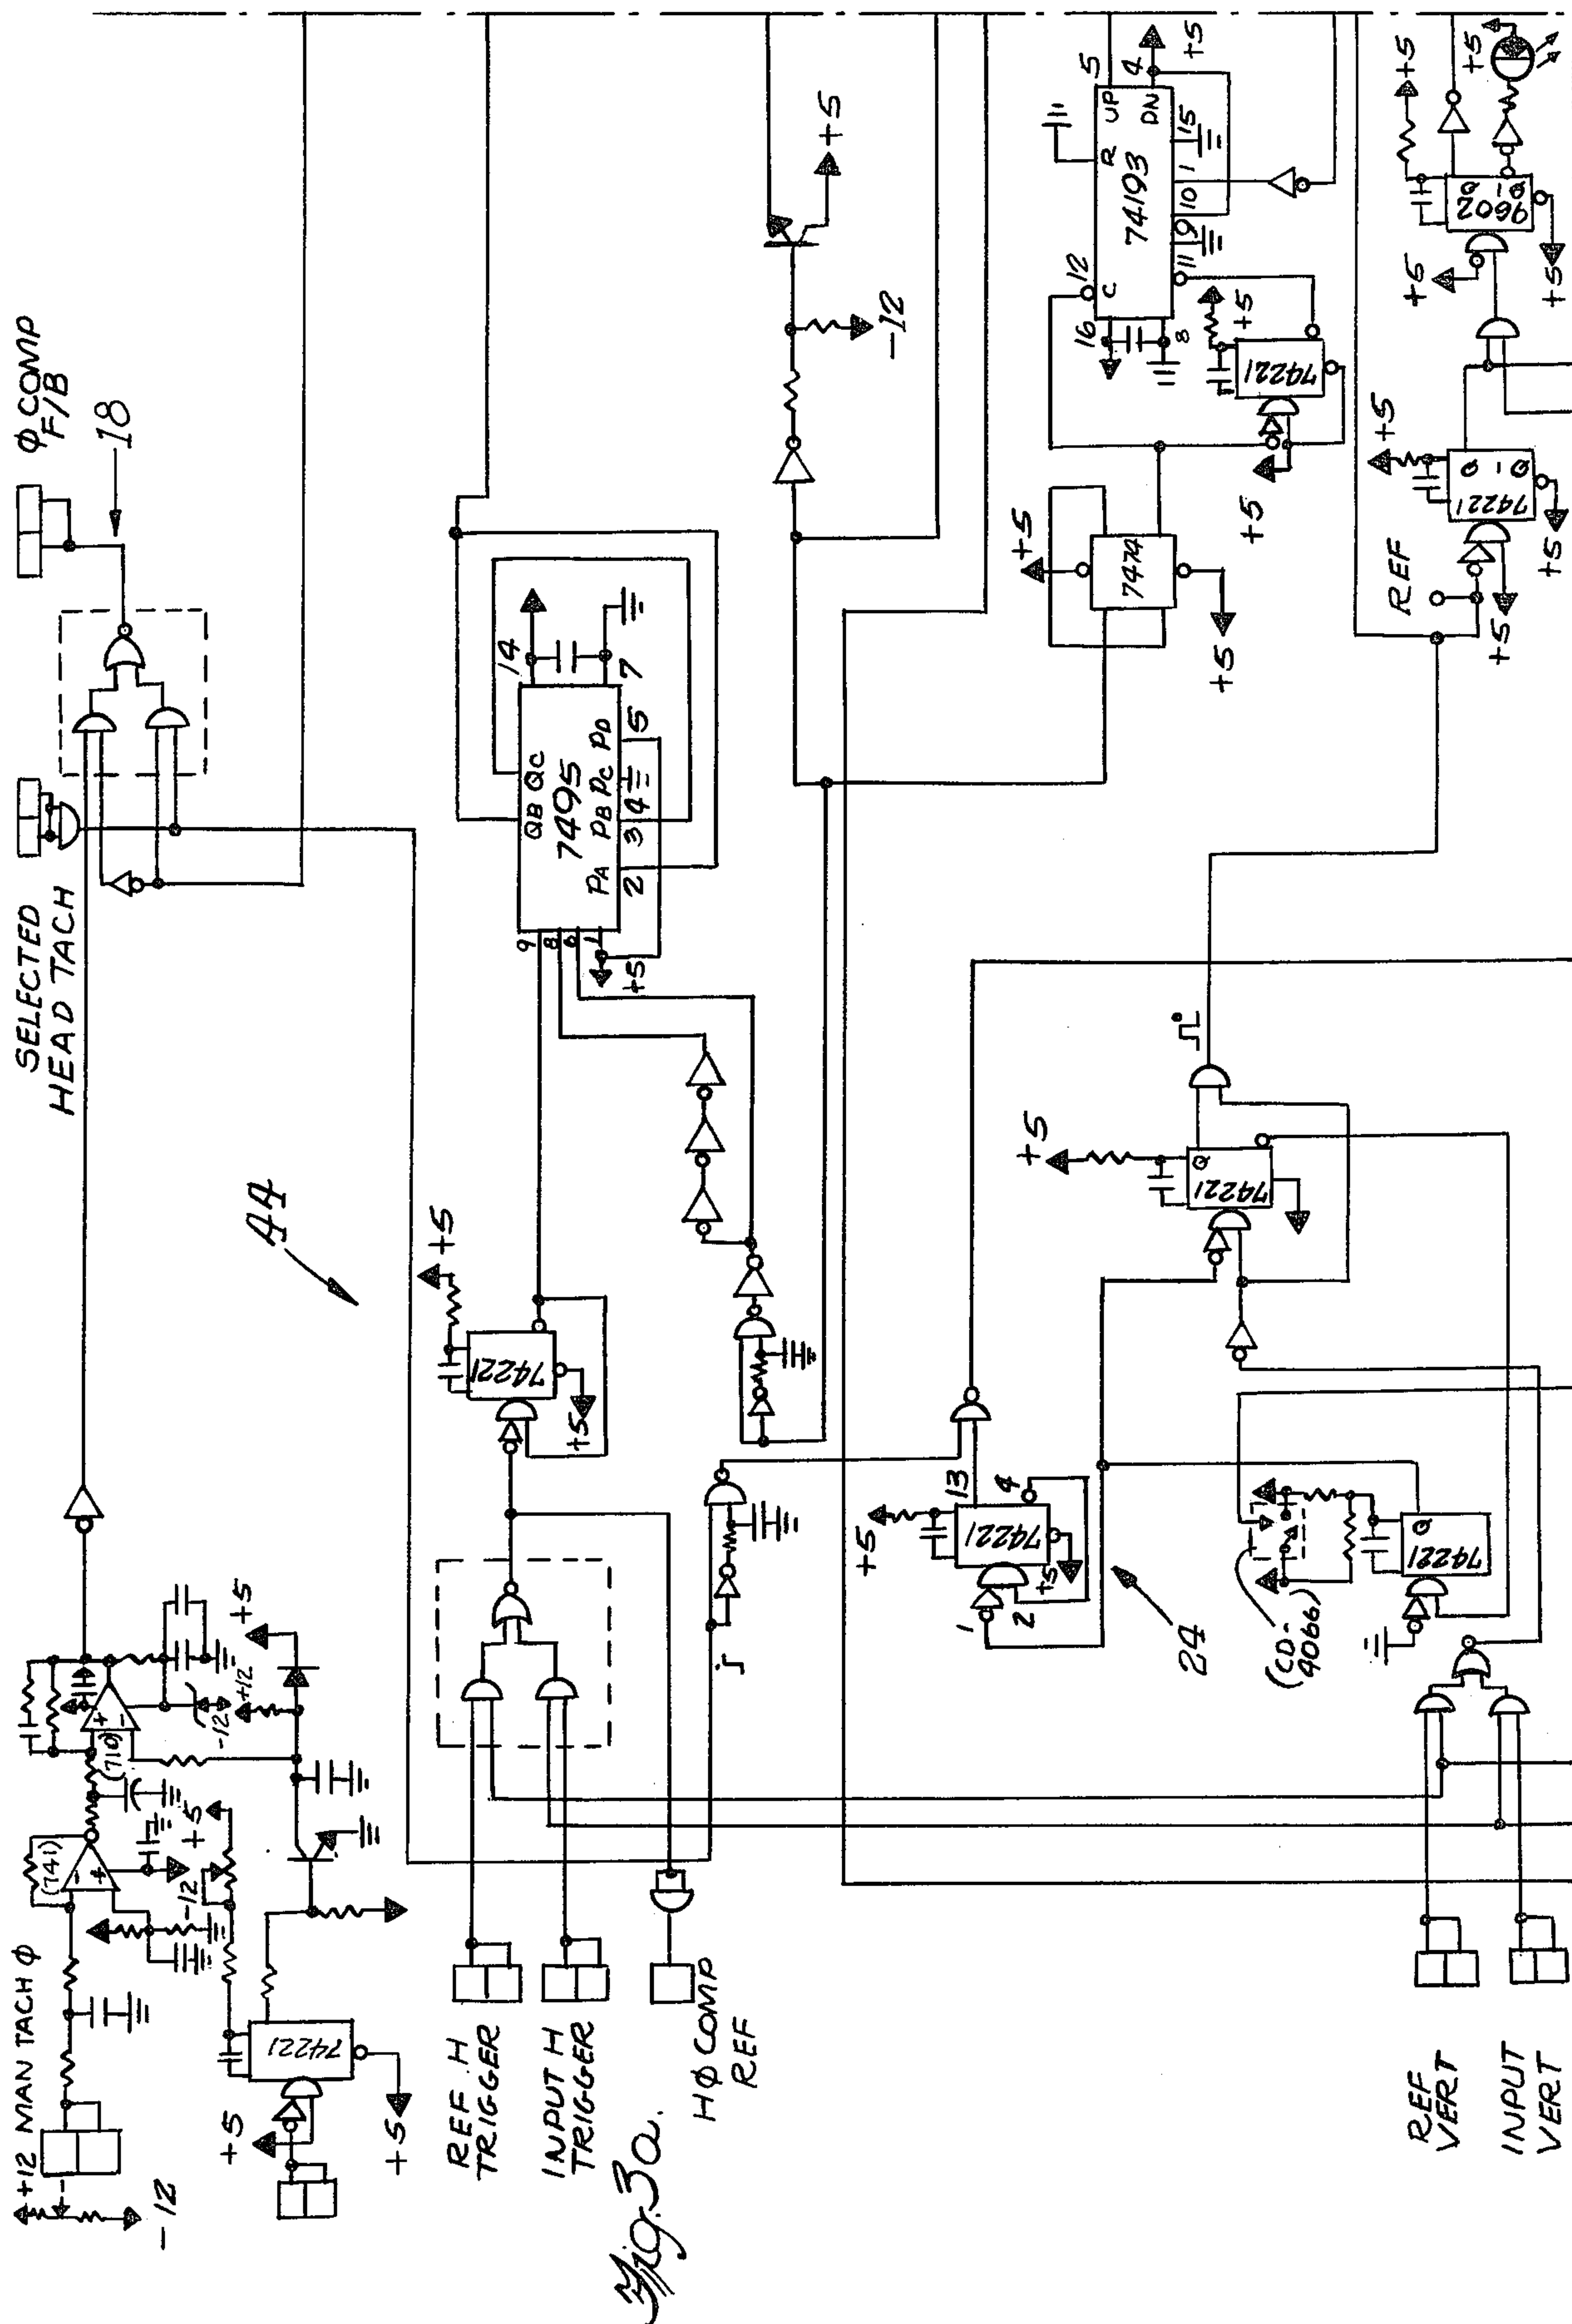 φ COMP
F/B
18
SELECTED
HEAD TACH
+12 MAN TACH φ
-12
(741)
-12
+5
(710)
-12
+12
+5
+5
74221
+5
44
REF. H
TRIGGER
INPUT H
TRIGGER
HφCOMP
REF
+5
74221
+5
9
8
6
1
+5
QB QC
7495
PA PB PC PD
2 3 4 5
14
7
+5
-12
+5
7474
+5
16
12
C
R
UP
DN
5
4
+5
74193
8
11 9 10 1 15
+5
74221
+5
+5
13
74221
4
1
2
+5
24
(CD-
4066)
Q
74221
+5
Q
74221
REF
+5
Q
Q
74221
+5
+5
+5
+5
Q
Q
9602
+5
+5
REF
VERT
INPUT
VERT
Fig. 3a.